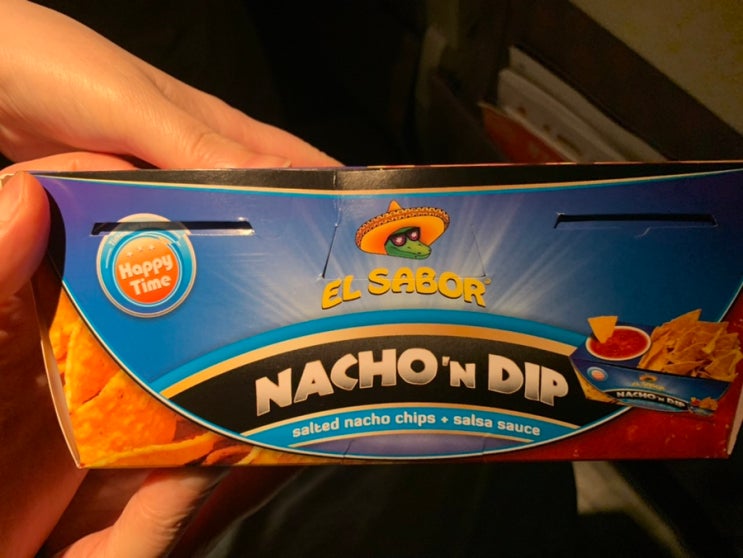 Happy
Time
EL SABOR
NACHO 'N DIP
salted nacho chips + salsa sauce
NACHO 'N DIP